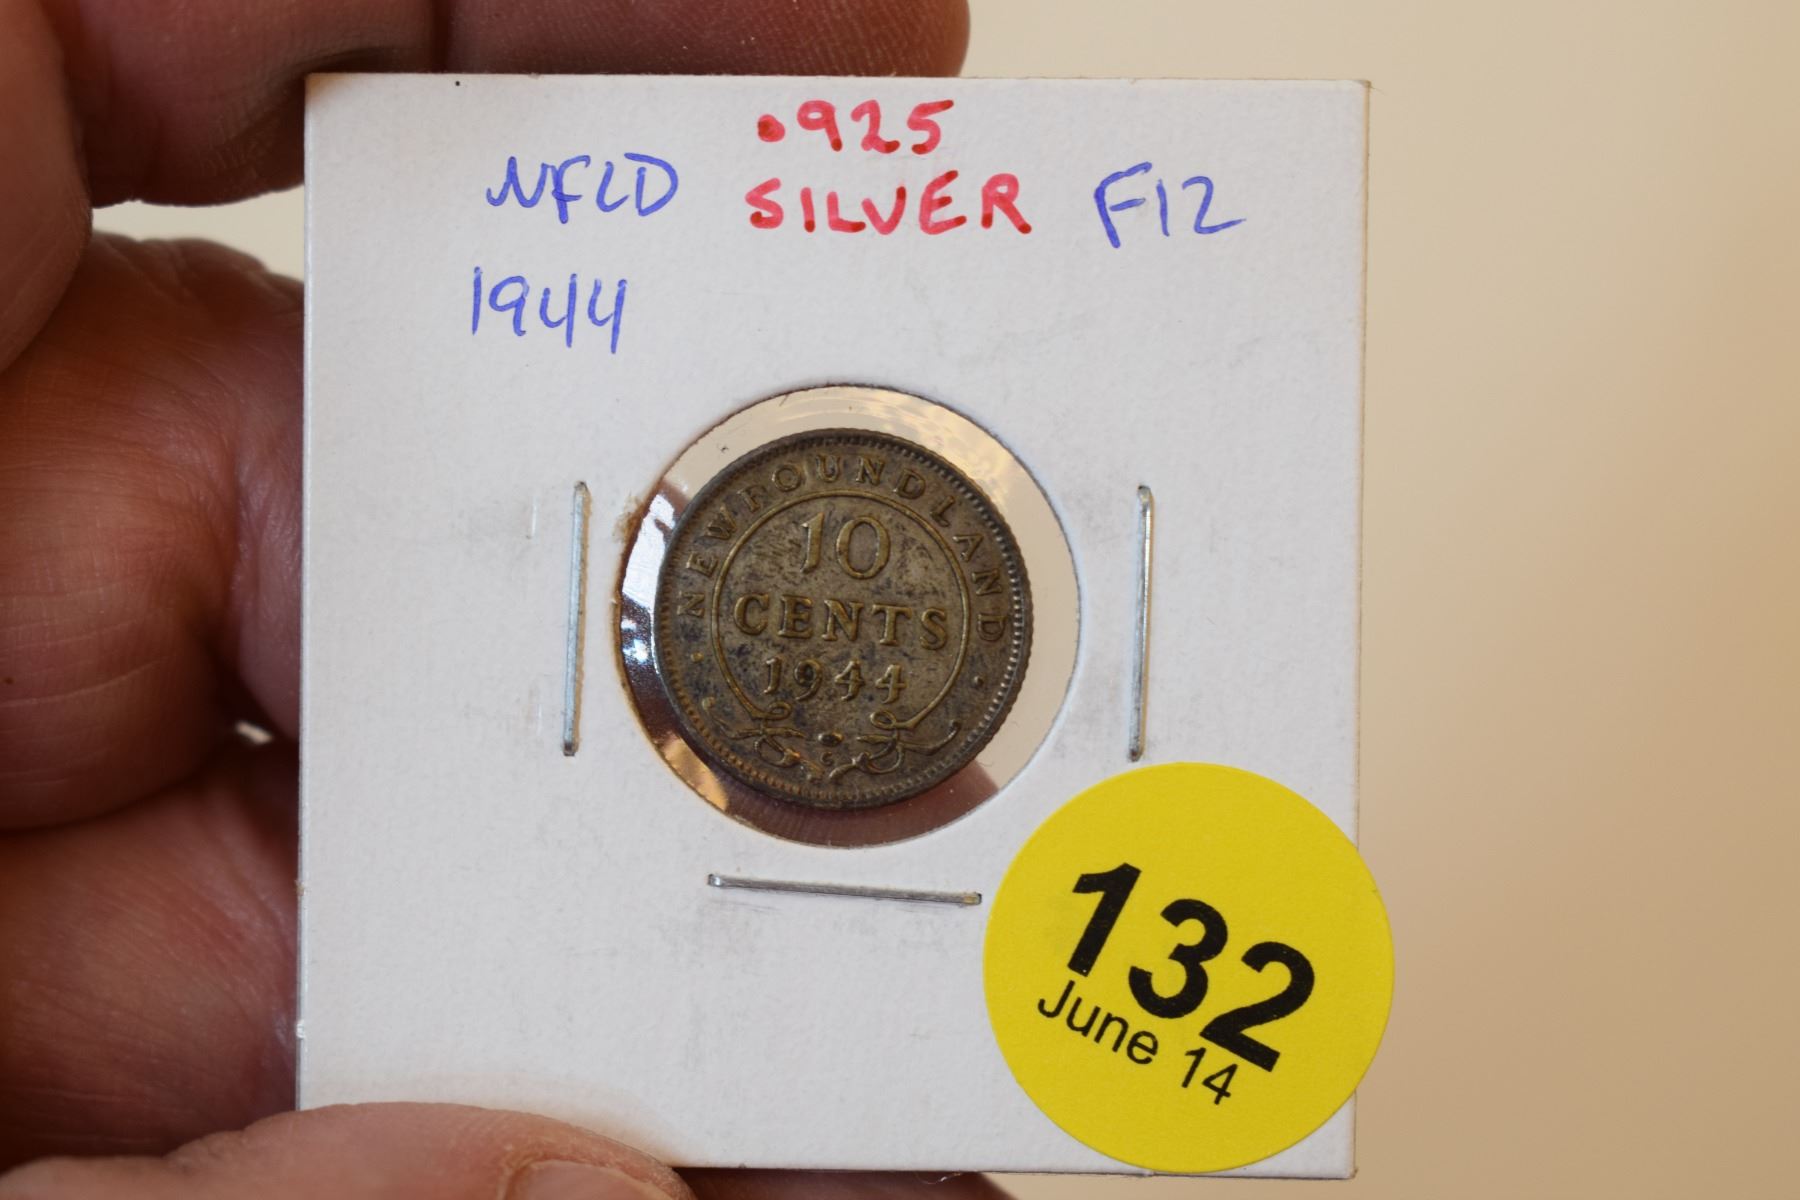 .925
NFLD SILVER F12
1944
NEWFOUNDLAND
10
CENTS
1944
C
132
June 14